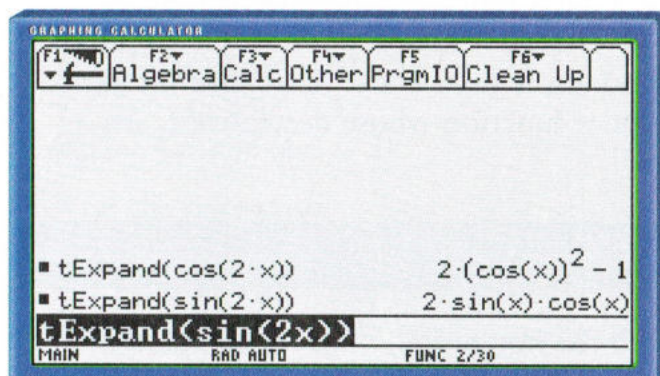 GRAPHING CALCULATOR
F1 F2 F3 F4 F5 F6
Algebra Calc Other PrgmIO Clean Up
tExpand(cos(2·x)) 2·(cos(x))² − 1
tExpand(sin(2·x)) 2·sin(x)·cos(x)
tExpand(sin(2x))
MAIN RAD AUTO FUNC 2/30